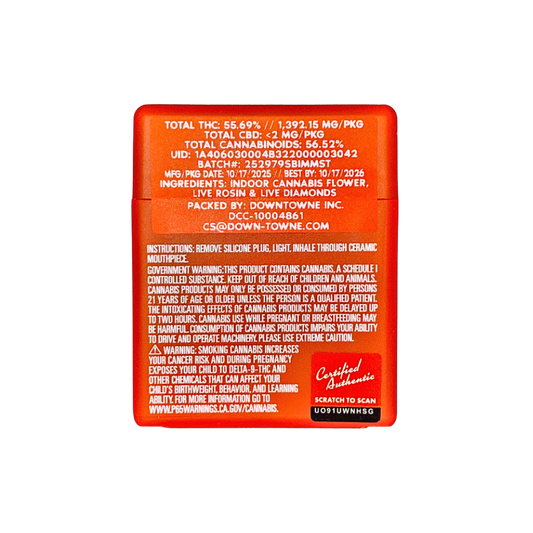 TOTAL THC: 55.69% // 1,392.15 MG/PKG
TOTAL CBD: <2 MG/PKG
TOTAL CANNABINOIDS: 56.52%
UID: 1A406030004B322000003042
BATCH#: 252979SBIMMST
MFG/PKG DATE: 10/17/2025 // BEST BY: 10/17/2026
INGREDIENTS: INDOOR CANNABIS FLOWER,
LIVE ROSIN & LIVE DIAMONDS
PACKED BY: DOWNTOWNE INC.
DCC-10004861
CS@DOWN-TOWNE.COM
INSTRUCTIONS: REMOVE SILICONE PLUG, LIGHT, INHALE THROUGH CERAMIC
MOUTHPIECE.
GOVERNMENT WARNING:THIS PRODUCT CONTAINS CANNABIS, A SCHEDULE I
CONTROLLED SUBSTANCE. KEEP OUT OF REACH OF CHILDREN AND ANIMALS.
CANNABIS PRODUCTS MAY ONLY BE POSSESSED OR CONSUMED BY PERSONS
21 YEARS OF AGE OR OLDER UNLESS THE PERSON IS A QUALIFIED PATIENT.
THE INTOXICATING EFFECTS OF CANNABIS PRODUCTS MAY BE DELAYED UP
TO TWO HOURS. CANNABIS USE WHILE PREGNANT OR BREASTFEEDING MAY
BE HARMFUL. CONSUMPTION OF CANNABIS PRODUCTS IMPAIRS YOUR ABILITY
TO DRIVE AND OPERATE MACHINERY. PLEASE USE EXTREME CAUTION.
⚠ WARNING: SMOKING CANNABIS INCREASES
YOUR CANCER RISK AND DURING PREGNANCY
EXPOSES YOUR CHILD TO DELTA-9-THC AND
OTHER CHEMICALS THAT CAN AFFECT YOUR
CHILD'S BIRTHWEIGHT, BEHAVIOR, AND LEARNING
ABILITY. FOR MORE INFORMATION GO TO
WWW.P65WARNINGS.CA.GOV/CANNABIS.
Certified
Authentic
SCRATCH TO SCAN
UO91UWNHSG